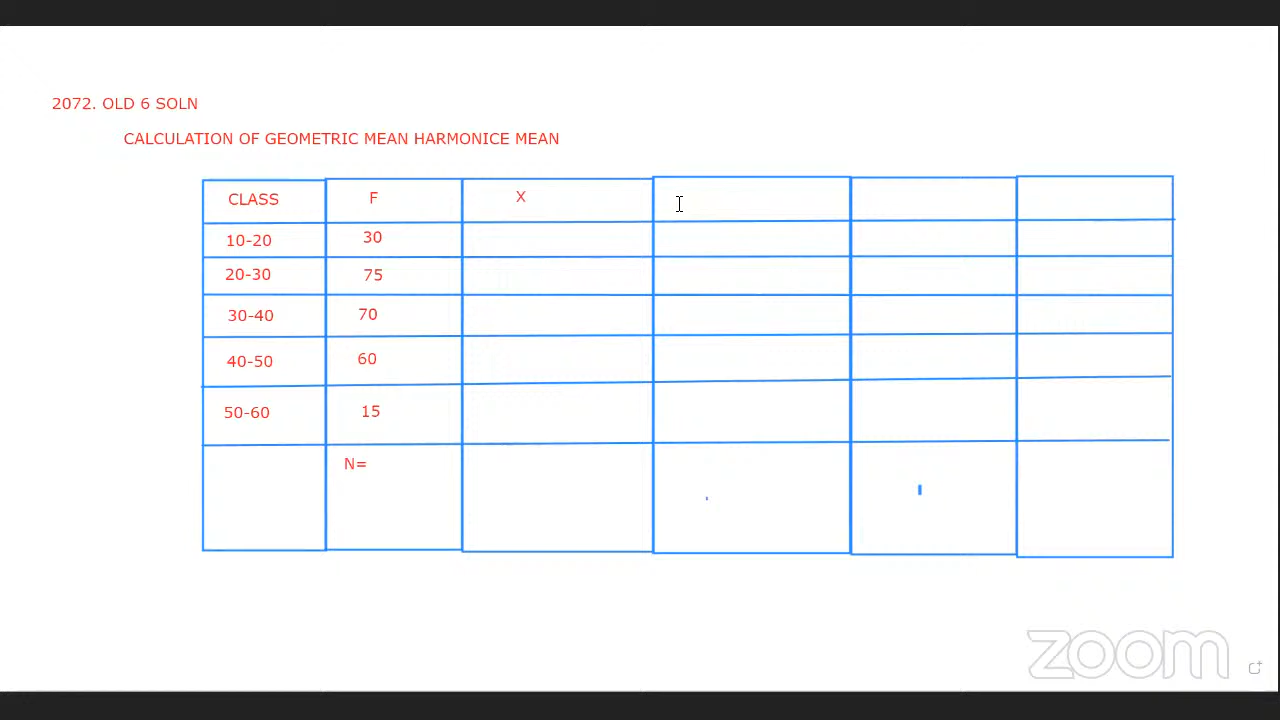 2072. OLD 6 SOLN
CALCULATION OF GEOMETRIC MEAN HARMONICE MEAN
CLASS F X
10-20 30
20-30 75
30-40 70
40-50 60
50-60 15
N=
zoom